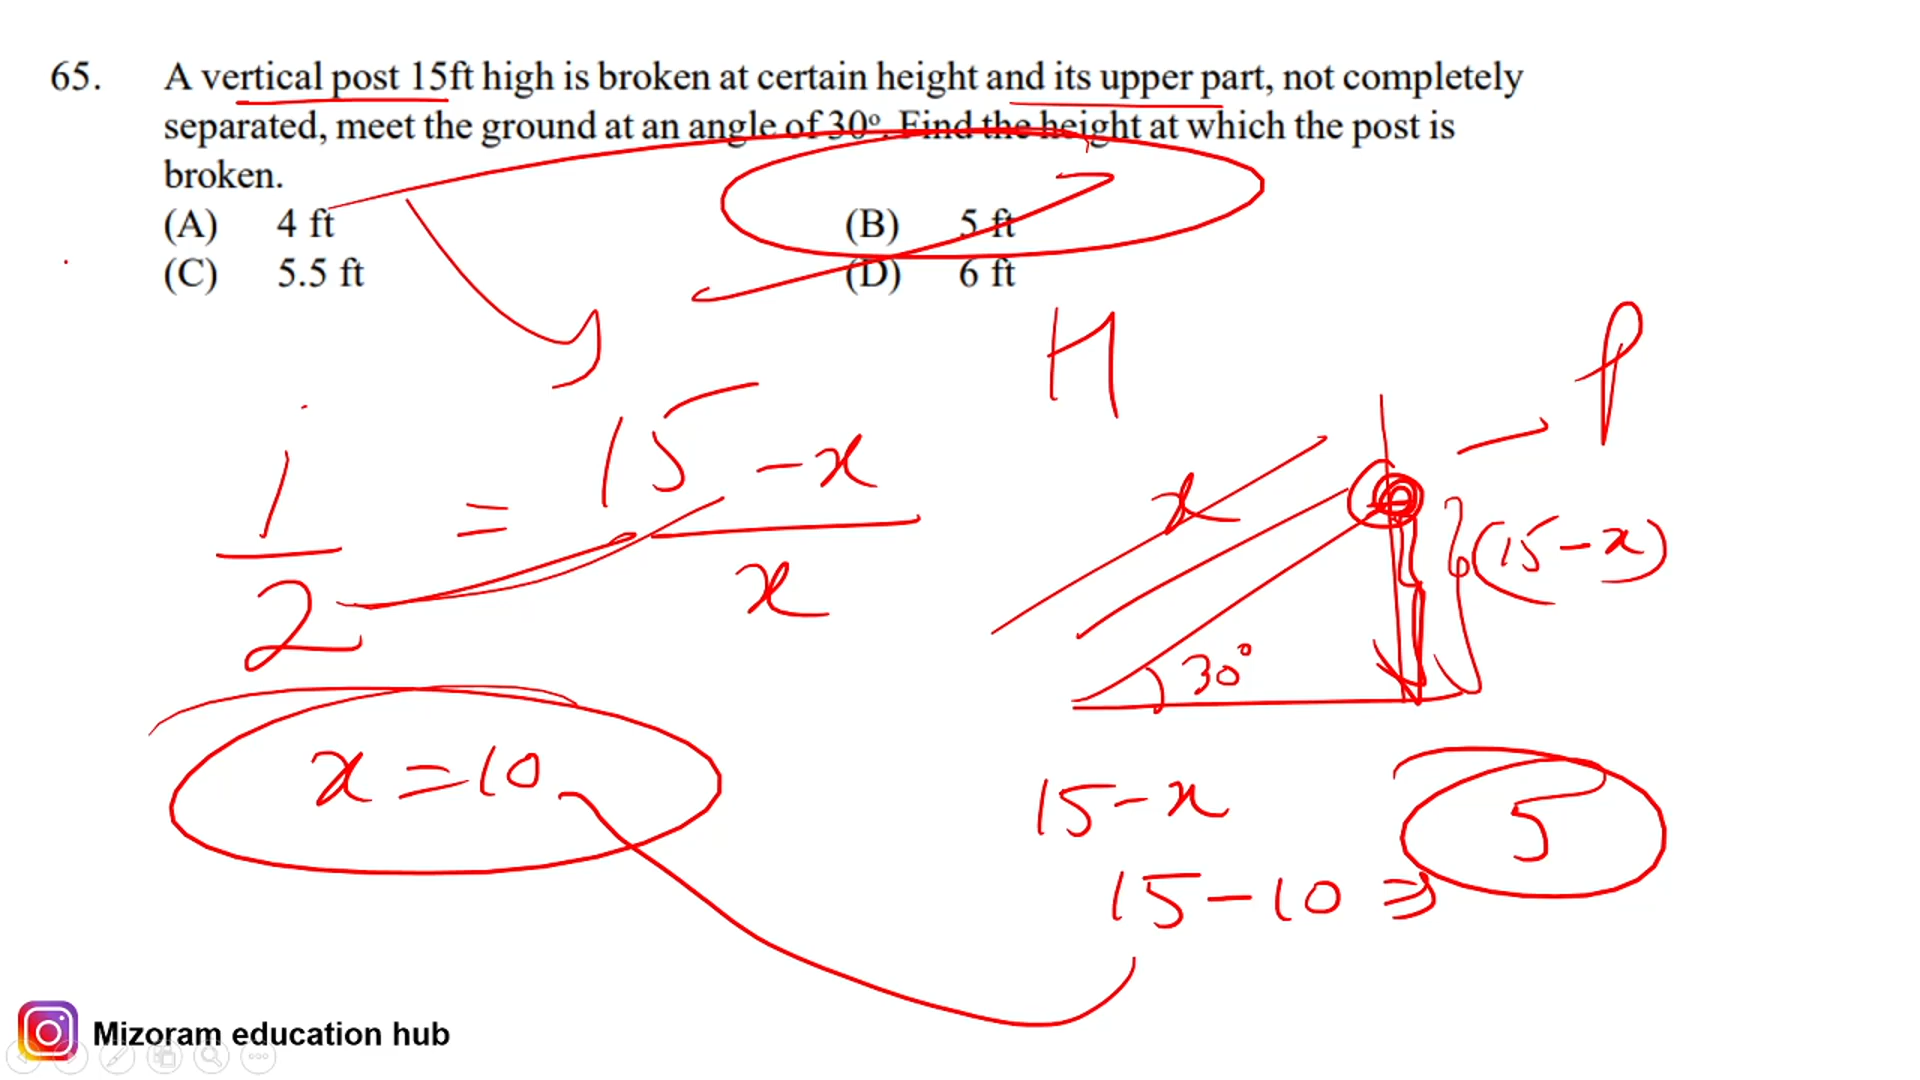 65. A vertical post 15ft high is broken at certain height and its upper part, not completely
separated, meet the ground at an angle of 30°. Find the height at which the post is
broken.
(A) 4 ft (B) 5 ft
(C) 5.5 ft (D) 6 ft
H P
1/2 = 15-x/x
x (15-x)
30°
x=10
15-x
15-10 ⇒ 5
Mizoram education hub